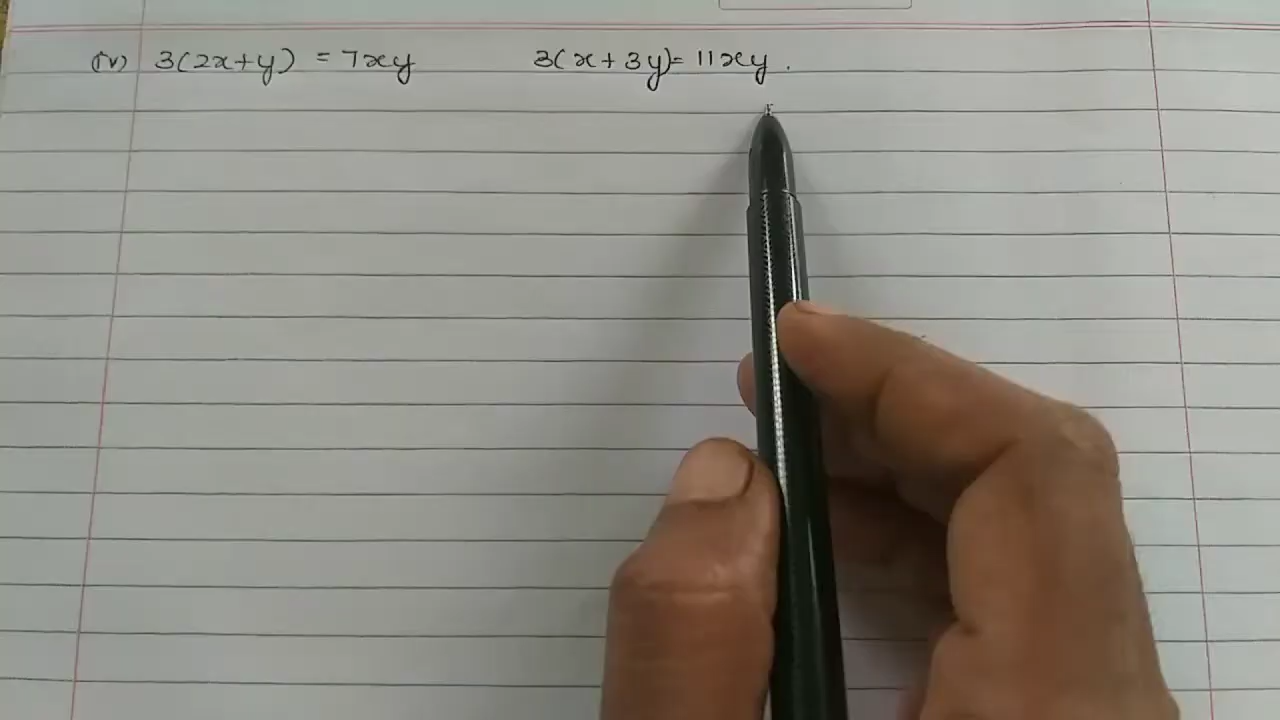 (iv) 3(2x+y) = 7xy 3(x+3y)= 11xy.